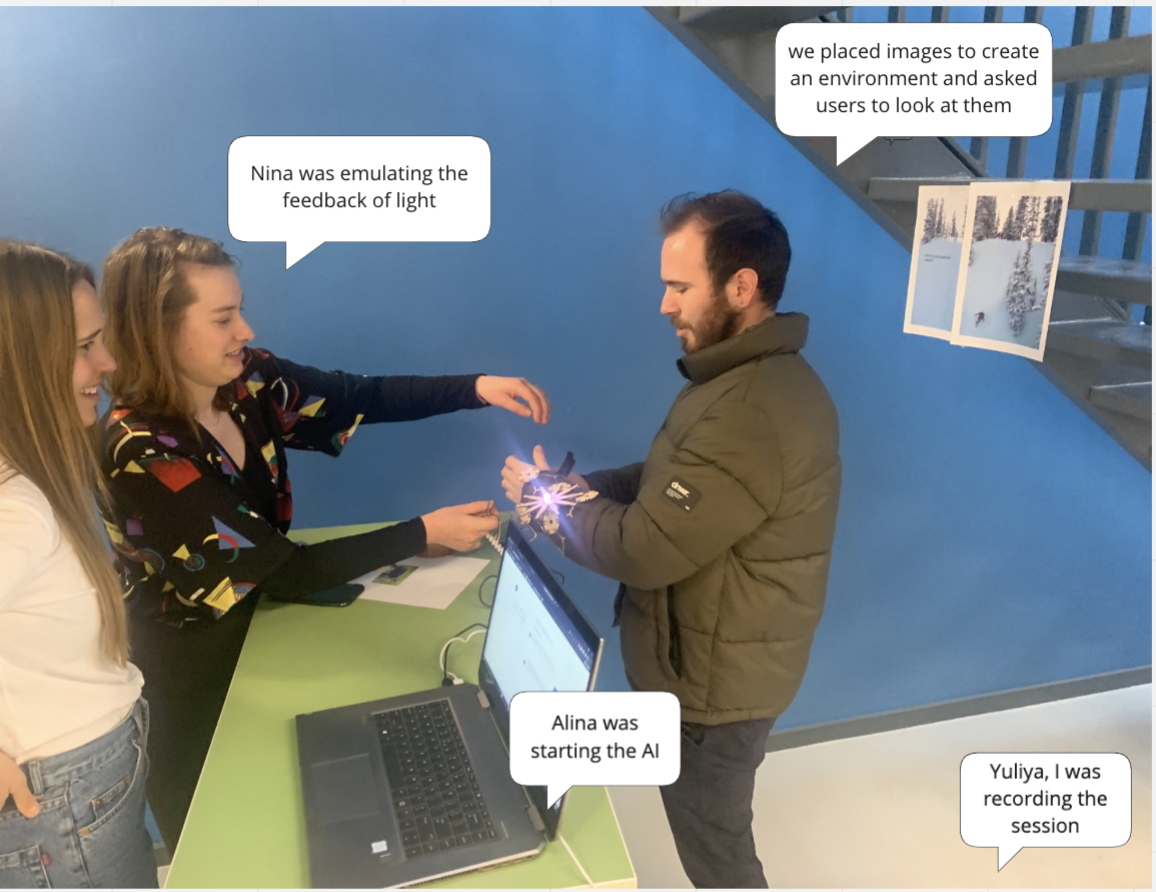 we placed images to create
an environment and asked
users to look at them
Nina was emulating the
feedback of light
Alina was
starting the AI
Yuliya, I was
recording the
session